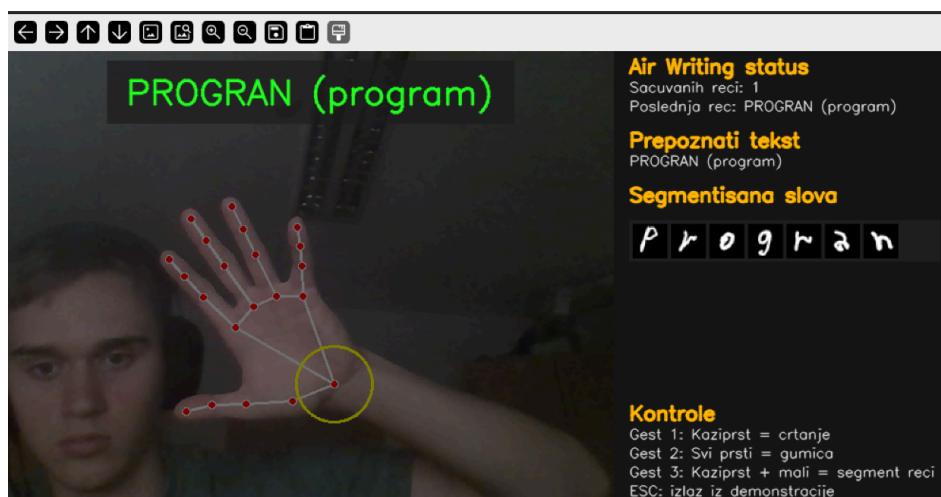 PROGRAN (program)
Air Writing status
Sacuvanih reci: 1
Poslednja rec: PROGRAN (program)
Prepoznati tekst
PROGRAN (program)
Segmentisana slova
P r o g r a n
Kontrole
Gest 1: Kaziprst = crtanje
Gest 2: Svi prsti = gumica
Gest 3: Kaziprst + mali = segment reci
ESC: izlaz iz demonstracije